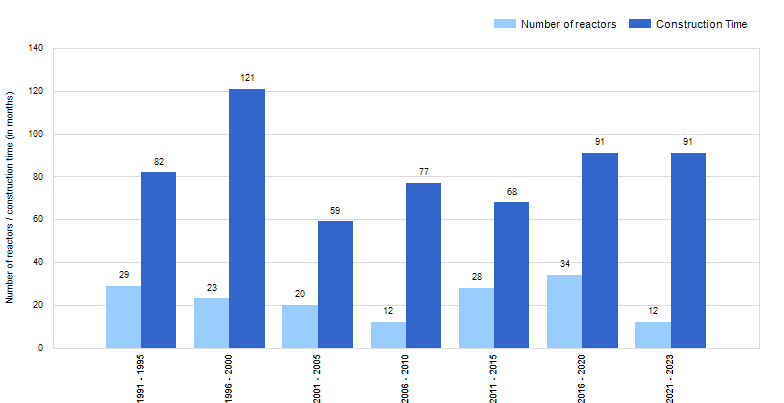 Number of reactors Construction Time
Number of reactors / construction time (in months)
140
120
100
80
60
40
20
0
29 82
23 121
20 59
12 77
28 68
34 91
12 91
1991 - 1995
1996 - 2000
2001 - 2005
2006 - 2010
2011 - 2015
2016 - 2020
2021 - 2023